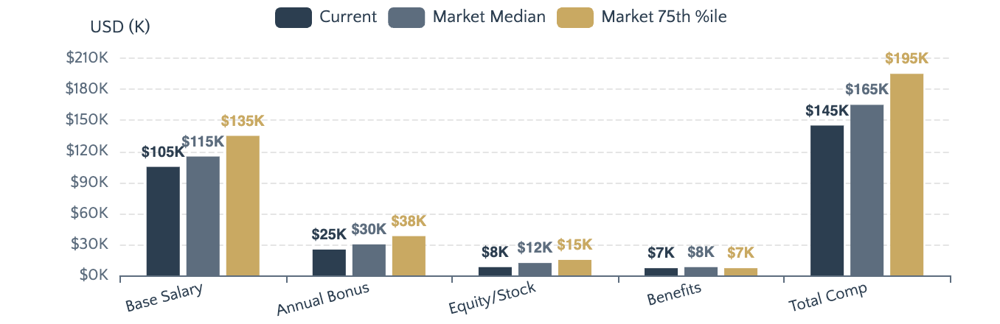 USD (K)
Current Market Median Market 75th %ile
$210K
$180K
$150K
$120K
$90K
$60K
$30K
$0K
$105K $115K $135K
$25K $30K $38K
$8K $12K $15K
$7K $8K $7K
$145K $165K $195K
Base Salary Annual Bonus Equity/Stock Benefits Total Comp